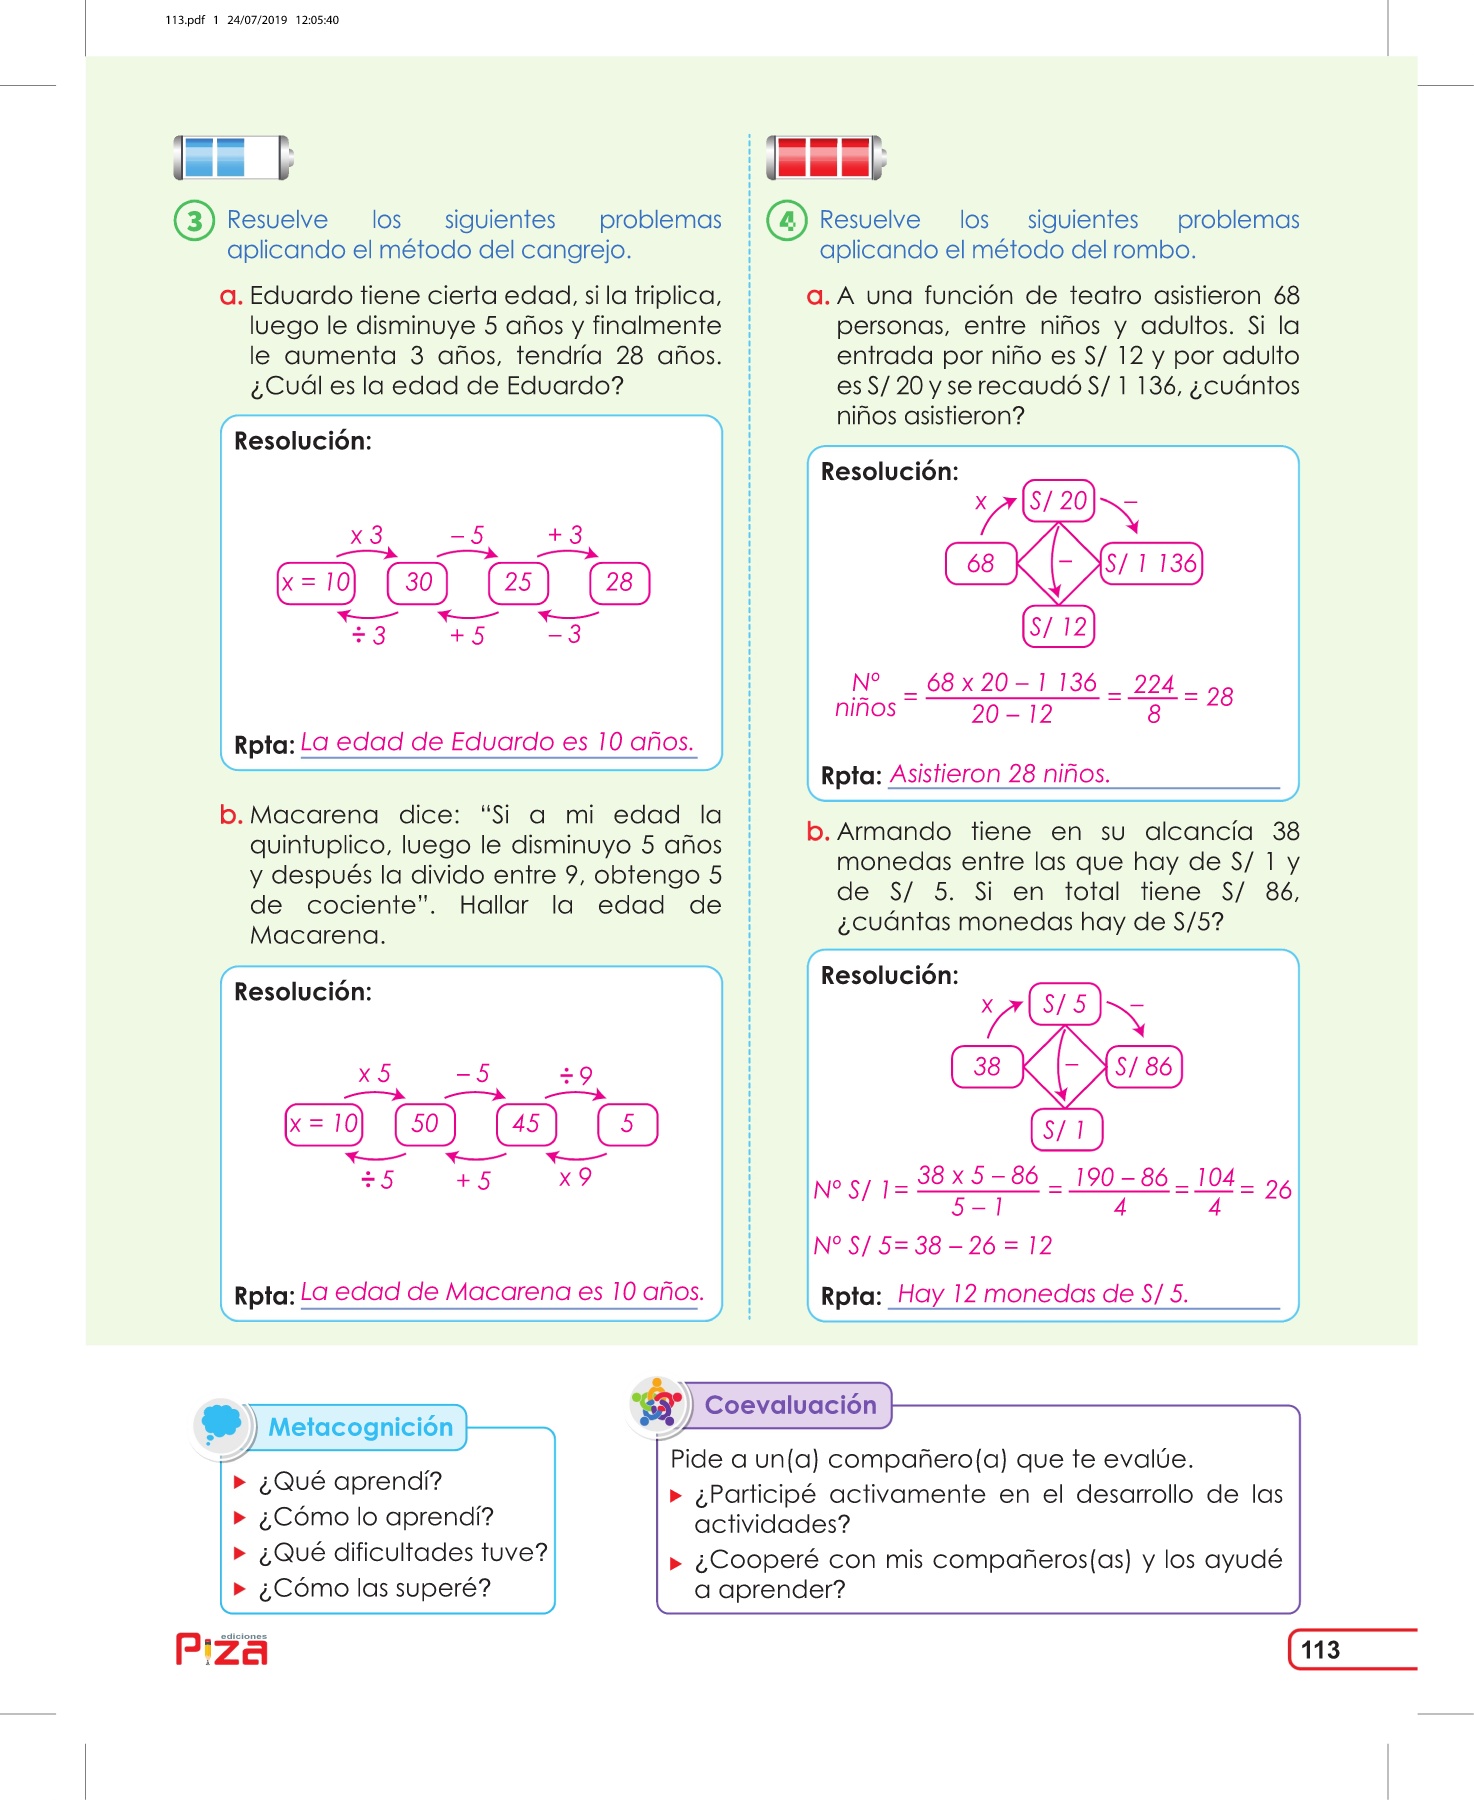 113.pdf 1 24/07/2019 12:05:40
3 Resuelve los siguientes problemas
aplicando el método del cangrejo.
a. Eduardo tiene cierta edad, si la triplica,
luego le disminuye 5 años y finalmente
le aumenta 3 años, tendría 28 años.
¿Cuál es la edad de Eduardo?
Resolución:
x 3 – 5 + 3
x = 10 30 25 28
÷ 3 + 5 – 3
Rpta: La edad de Eduardo es 10 años.
b. Macarena dice: “Si a mi edad la
quintuplico, luego le disminuyo 5 años
y después la divido entre 9, obtengo 5
de cociente”. Hallar la edad de
Macarena.
Resolución:
x 5 – 5 ÷ 9
x = 10 50 45 5
÷ 5 + 5 x 9
Rpta: La edad de Macarena es 10 años.
4 Resuelve los siguientes problemas
aplicando el método del rombo.
a. A una función de teatro asistieron 68
personas, entre niños y adultos. Si la
entrada por niño es S/ 12 y por adulto
es S/ 20 y se recaudó S/ 1 136, ¿cuántos
niños asistieron?
Resolución:
x S/ 20 –
68 – S/ 1 136
S/ 12
Nº niños = 68 x 20 – 1 136 / 20 – 12 = 224 / 8 = 28
Rpta: Asistieron 28 niños.
b. Armando tiene en su alcancía 38
monedas entre las que hay de S/ 1 y
de S/ 5. Si en total tiene S/ 86,
¿cuántas monedas hay de S/5?
Resolución:
x S/ 5 –
38 – S/ 86
S/ 1
Nº S/ 1= 38 x 5 – 86 / 5 – 1 = 190 – 86 / 4 = 104 / 4 = 26
Nº S/ 5= 38 – 26 = 12
Rpta: Hay 12 monedas de S/ 5.
Metacognición
¿Qué aprendí?
¿Cómo lo aprendí?
¿Qué dificultades tuve?
¿Cómo las superé?
Coevaluación
Pide a un(a) compañero(a) que te evalúe.
¿Participé activamente en el desarrollo de las
actividades?
¿Cooperé con mis compañeros(as) y los ayudé
a aprender?
ediciones
Piza
113